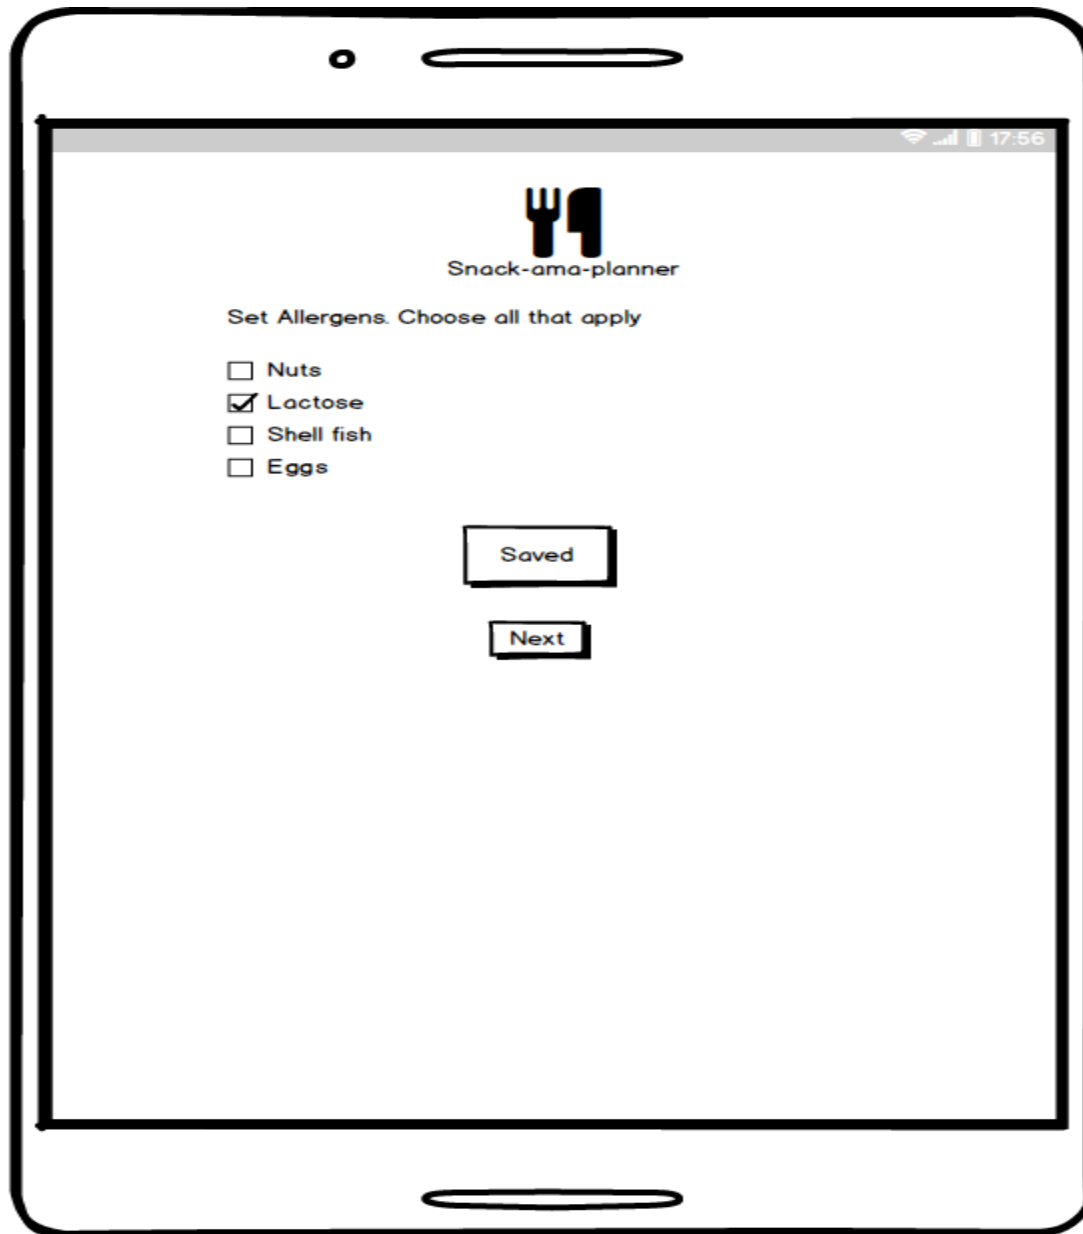 17:56
Snack-ama-planner
Set Allergens. Choose all that apply
Nuts
Lactose
Shell fish
Eggs
Saved
Next